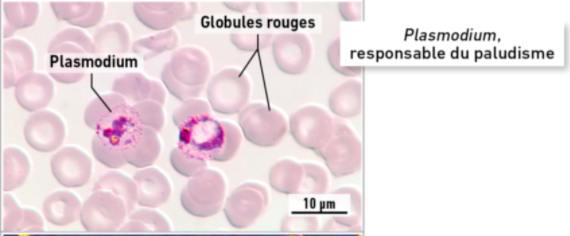 Globules rouges
Plasmodium
Plasmodium,
responsable du paludisme
10 µm